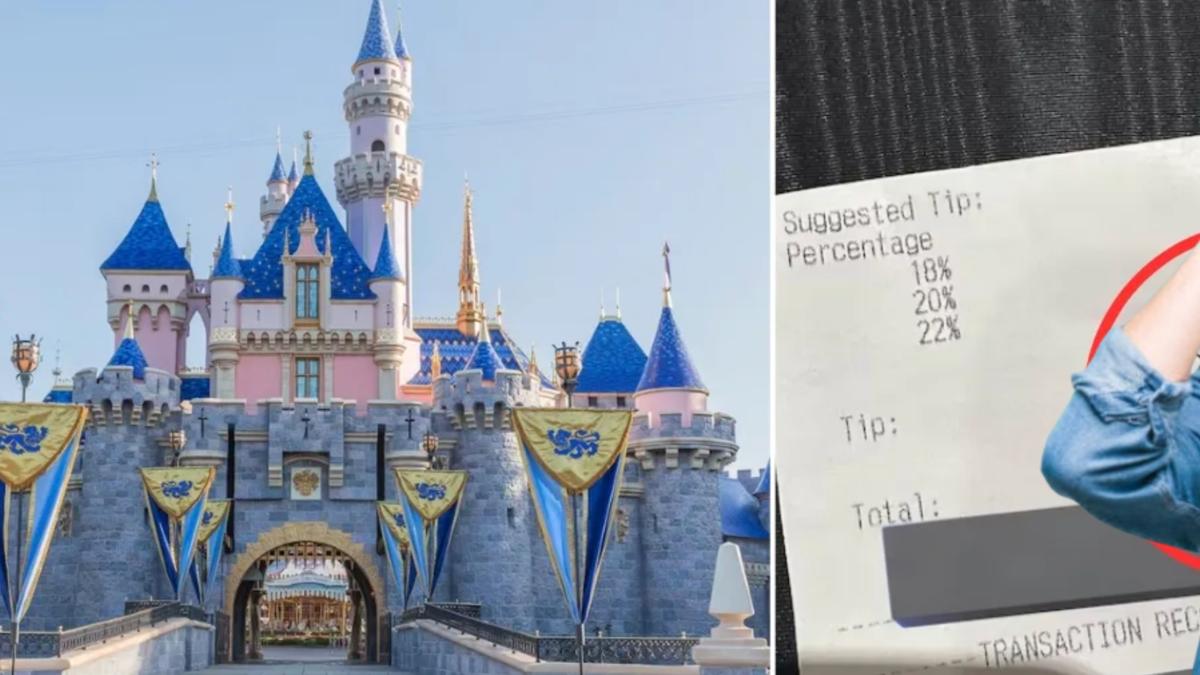 Suggested Tip:
Percentage
18%
20%
22%
Tip:
Total:
TRANSACTION REC